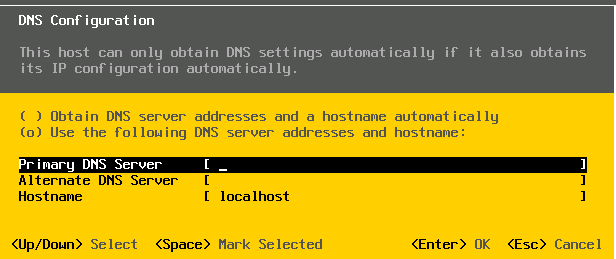 DNS Configuration
This host can only obtain DNS settings automatically if it also obtains
its IP configuration automatically.
( ) Obtain DNS server addresses and a hostname automatically
(o) Use the following DNS server addresses and hostname:
Primary DNS Server [ _ ]
Alternate DNS Server [ ]
Hostname [ localhost ]
<Up/Down> Select <Space> Mark Selected <Enter> OK <Esc> Cancel